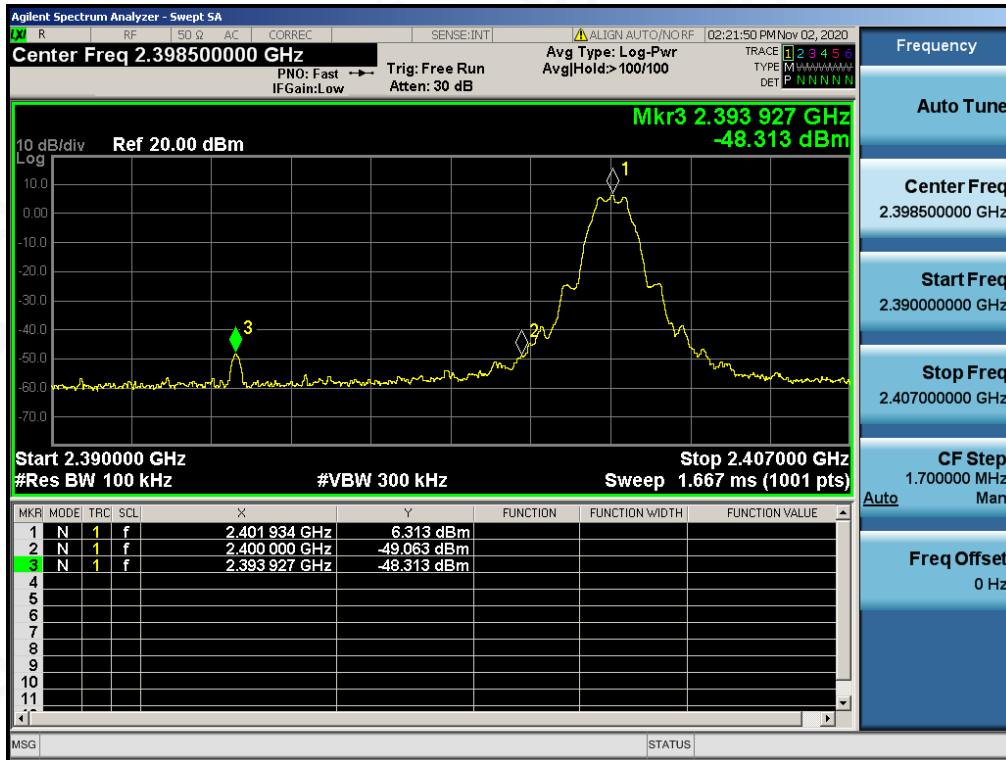 Agilent Spectrum Analyzer - Swept SA
LXI R RF 50 Ω AC CORREC SENSE:INT ALIGN AUTO/NO RF 02:21:50 PM Nov 02, 2020
Center Freq 2.398500000 GHz
PNO: Fast
IFGain:Low
Trig: Free Run
Atten: 30 dB
Avg Type: Log-Pwr
Avg|Hold:> 100/100
TRACE 1 2 3 4 5 6
TYPE M WWWWW
DET P N N N N N
Mkr3 2.393 927 GHz
-48.313 dBm
10 dB/div Ref 20.00 dBm
Log
10.0
0.00
-10.0
-20.0
-30.0
-40.0
-50.0
-60.0
-70.0
1
2
3
Start 2.390000 GHz Stop 2.407000 GHz
#Res BW 100 kHz #VBW 300 kHz Sweep 1.667 ms (1001 pts)
MKR MODE TRC SCL X Y FUNCTION FUNCTION WIDTH FUNCTION VALUE
1 N 1 f 2.401 934 GHz 6.313 dBm
2 N 1 f 2.400 000 GHz -49.063 dBm
3 N 1 f 2.393 927 GHz -48.313 dBm
4
5
6
7
8
9
10
11
MSG STATUS
Frequency
Auto Tune
Center Freq
2.398500000 GHz
Start Freq
2.390000000 GHz
Stop Freq
2.407000000 GHz
CF Step
1.700000 MHz
Auto Man
Freq Offset
0 Hz